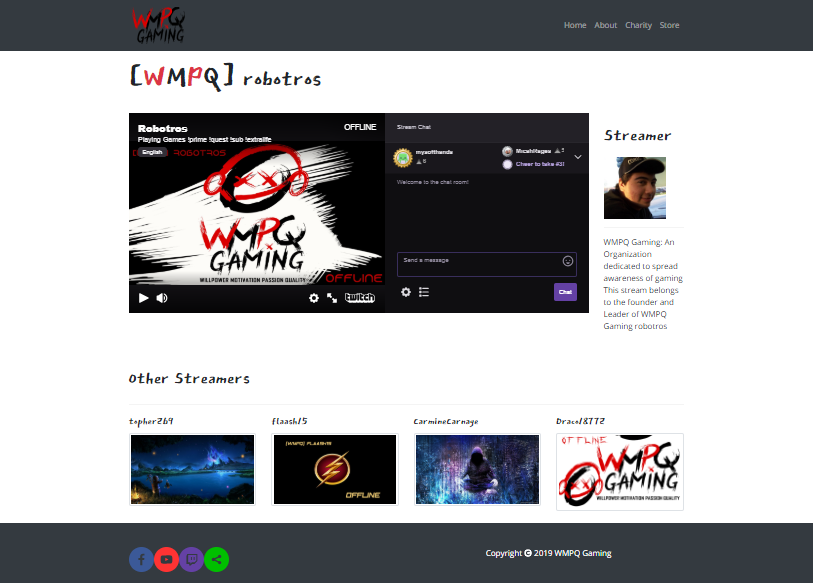 WMPQ
GAMING
Home About Charity Store
[WMPQ] robotros
Robotros
OFFLINE
Playing Games !prime !quest !sub !extralife
English
ROBOTROS
WMPQ
GAMING
WILLPOWER MOTIVATION PASSION QUALITY
OFFLINE
twitch
Stream Chat
mysofthends
6
MicahRages 5
Cheer to take #3!
Welcome to the chat room!
Send a message
Chat
Streamer
WMPQ Gaming: An
Organization
dedicated to spread
awareness of gaming
This stream belongs
to the founder and
Leader of WMPQ
Gaming robotros
Other Streamers
topher269
flaash15
CarmineCarnage
Draco18772
[WMPQ] FLAASH15
OFFLINE
OFFLINE
WMPQ
GAMING
WILLPOWER MOTIVATION PASSION QUALITY
Copyright © 2019 WMPQ Gaming